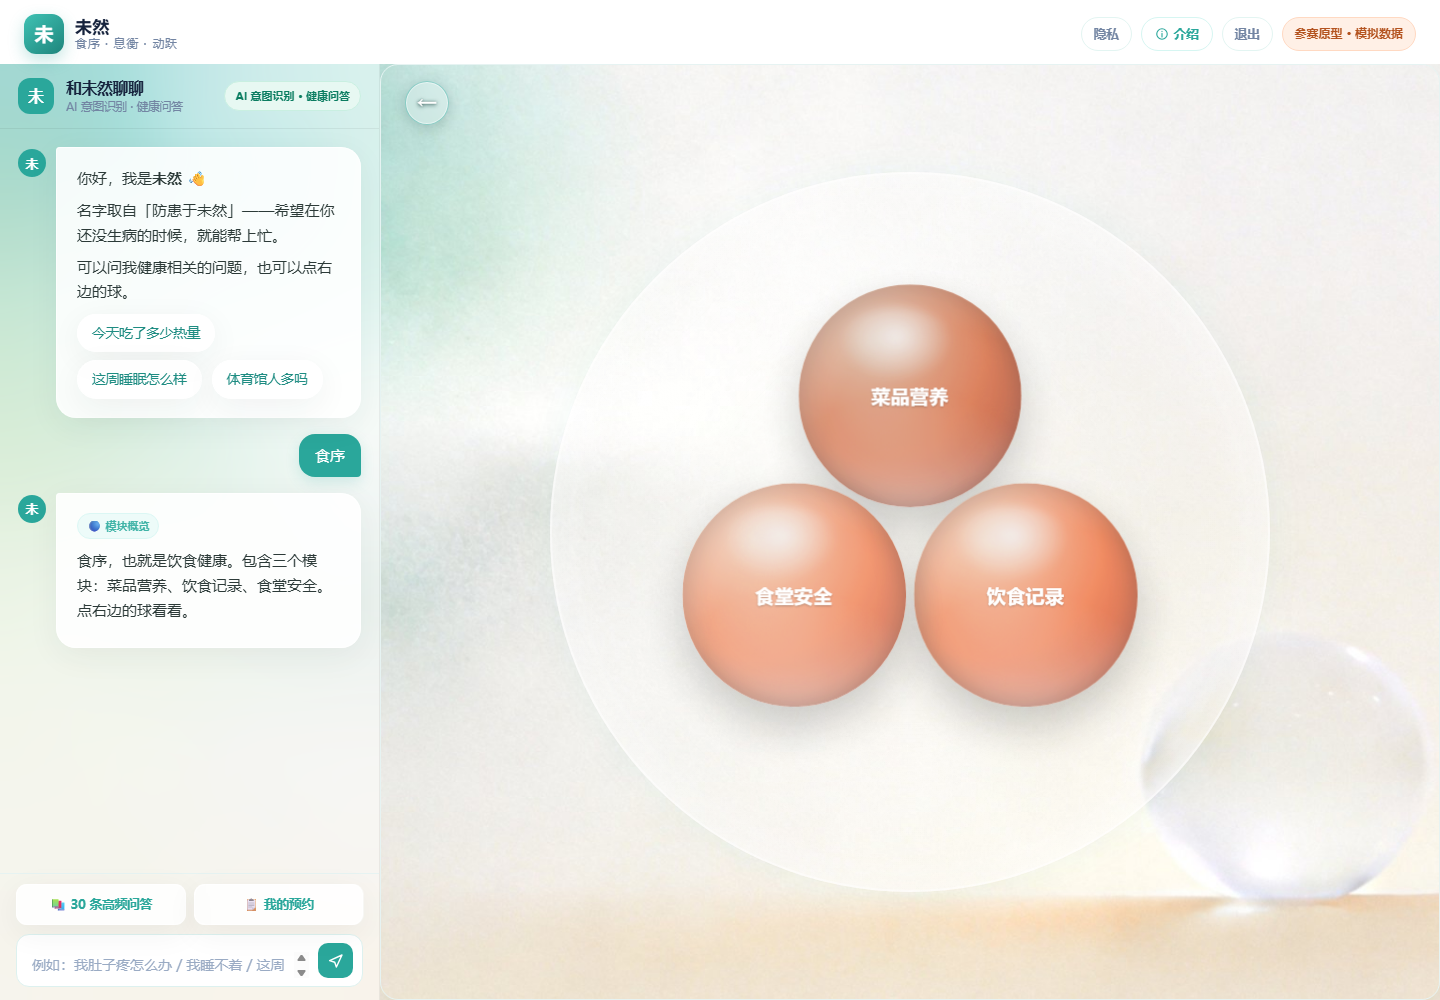 未
未然
食序 · 息衡 · 动跃
隐私
介绍
退出
参赛原型 • 模拟数据
未
和未然聊聊
AI 意图识别 · 健康问答
AI 意图识别 • 健康问答
未
你好，我是未然 👋
名字取自「防患于未然」——希望在你
还没生病的时候，就能帮上忙。
可以问我健康相关的问题，也可以点右
边的球。
今天吃了多少热量
这周睡眠怎么样
体育馆人多吗
食序
未
模块概览
食序，也就是饮食健康。包含三个模
块：菜品营养、饮食记录、食堂安全。
点右边的球看看。
30 条高频问答
我的预约
例如：我肚子疼怎么办 / 我睡不着 / 这周
←
菜品营养
食堂安全
饮食记录